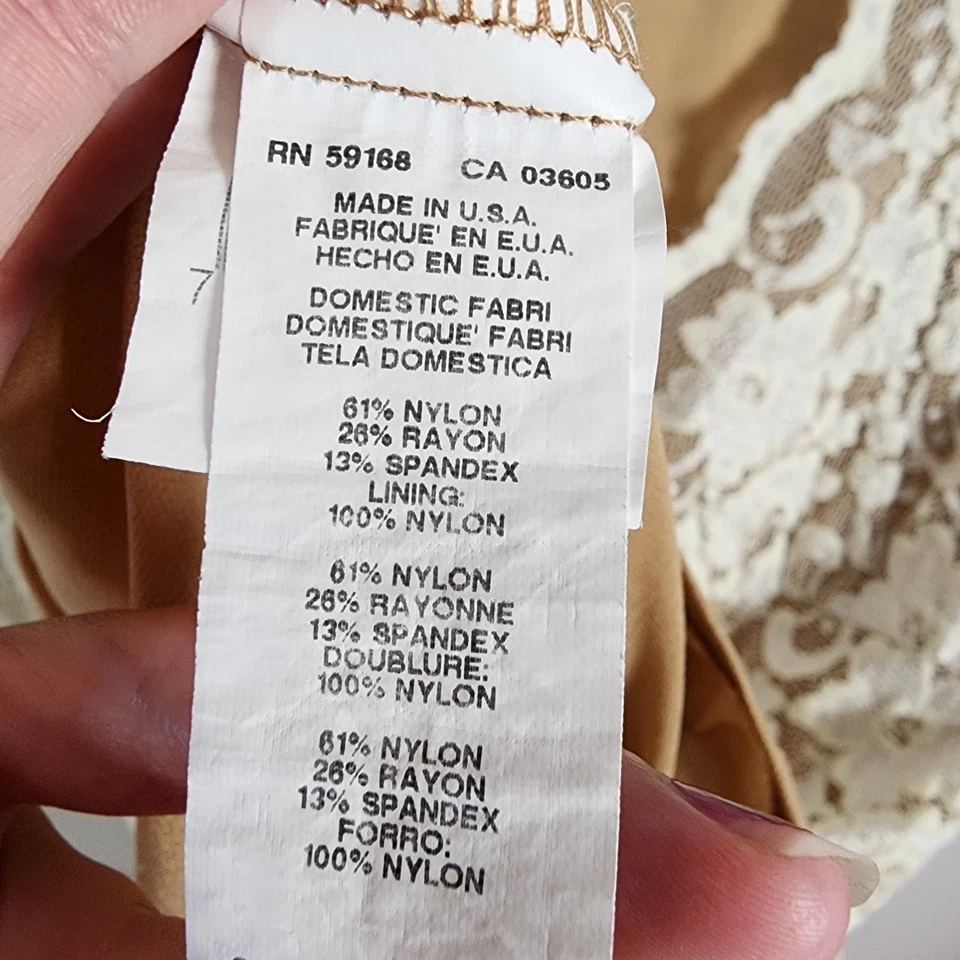 RN 59168 CA 03605
MADE IN U.S.A.
FABRIQUE' EN E.U.A.
HECHO EN E.U.A.
DOMESTIC FABRI
DOMESTIQUE' FABRI
TELA DOMESTICA
61% NYLON
26% RAYON
13% SPANDEX
LINING:
100% NYLON
61% NYLON
26% RAYONNE
13% SPANDEX
DOUBLURE:
100% NYLON
61% NYLON
26% RAYON
13% SPANDEX
FORRO:
100% NYLON